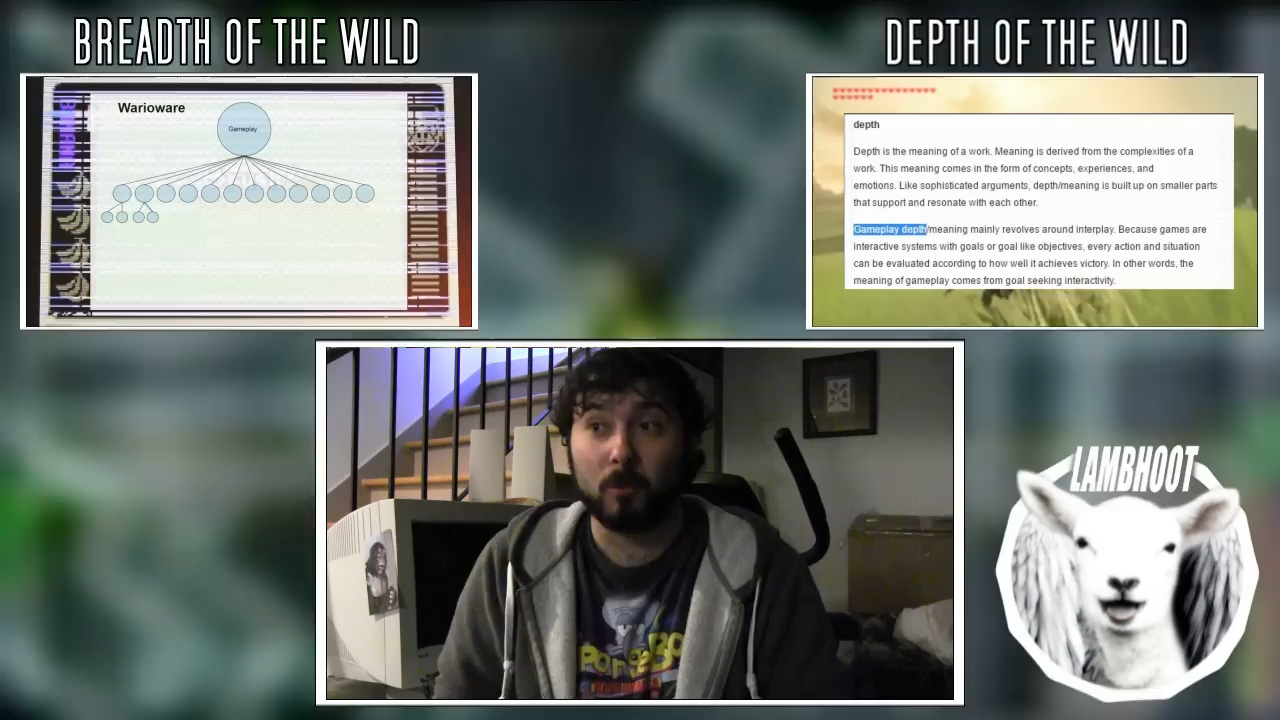 BREADTH OF THE WILD
DEPTH OF THE WILD
Warioware
Gameplay
depth
Depth is the meaning of a work. Meaning is derived from the complexities of a
work. This meaning comes in the form of concepts, experiences, and
emotions. Like sophisticated arguments, depth/meaning is built up on smaller parts
that support and resonate with each other.
Gameplay depth/meaning mainly revolves around interplay. Because games are
interactive systems with goals or goal like objectives, every action and situation
can be evaluated according to how well it achieves victory. In other words, the
meaning of gameplay comes from goal seeking interactivity.
LAMBHOOT